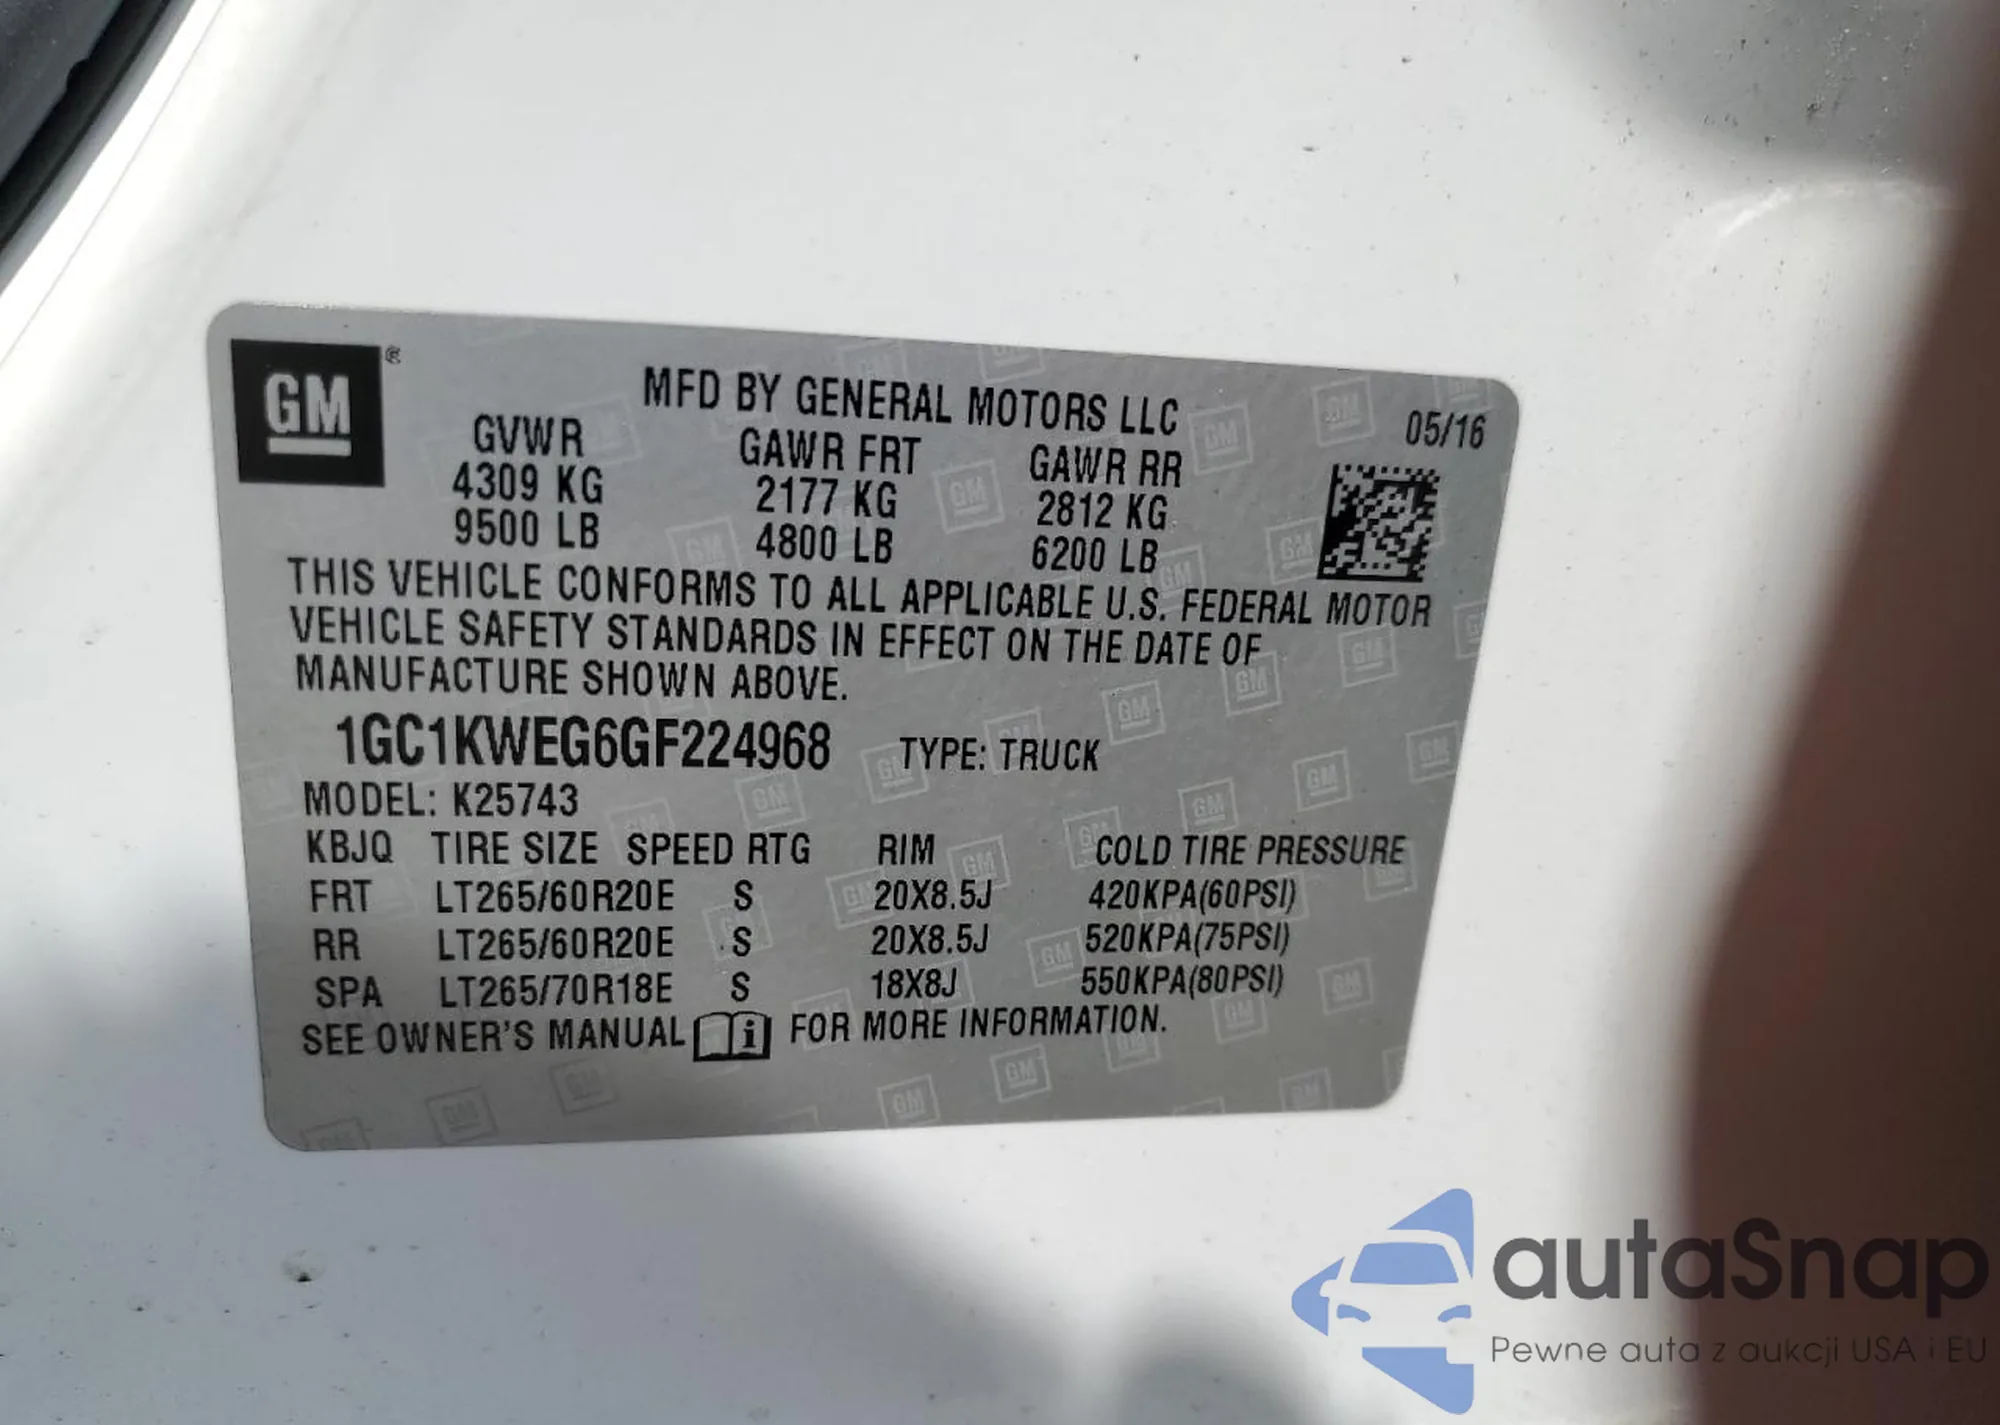 GM®
MFD BY GENERAL MOTORS LLC
05/16
GVWR GAWR FRT GAWR RR
4309 KG 2177 KG 2812 KG
9500 LB 4800 LB 6200 LB
THIS VEHICLE CONFORMS TO ALL APPLICABLE U.S. FEDERAL MOTOR
VEHICLE SAFETY STANDARDS IN EFFECT ON THE DATE OF
MANUFACTURE SHOWN ABOVE.
1GC1KWEG6GF224968 TYPE: TRUCK
MODEL: K25743
KBJQ TIRE SIZE SPEED RTG RIM COLD TIRE PRESSURE
FRT LT265/60R20E S 20X8.5J 420KPA(60PSI)
RR LT265/60R20E S 20X8.5J 520KPA(75PSI)
SPA LT265/70R18E S 18X8J 550KPA(80PSI)
SEE OWNER'S MANUAL i FOR MORE INFORMATION.
autaSnap
Pewne auta z aukcji USA i EU